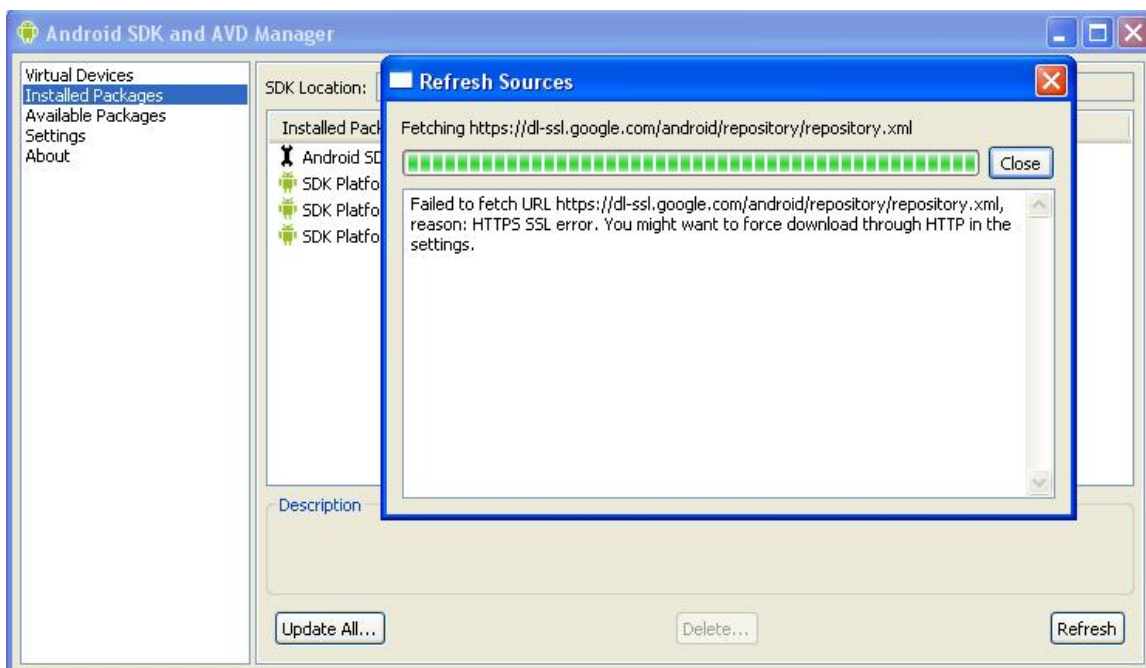 Android SDK and AVD Manager
Virtual Devices
Installed Packages
Available Packages
Settings
About
SDK Location:
Installed Pack
Android SD
SDK Platfo
SDK Platfo
SDK Platfo
Refresh Sources
Fetching https://dl-ssl.google.com/android/repository/repository.xml
Close
Failed to fetch URL https://dl-ssl.google.com/android/repository/repository.xml,
reason: HTTPS SSL error. You might want to force download through HTTP in the
settings.
Description
Update All...
Delete...
Refresh